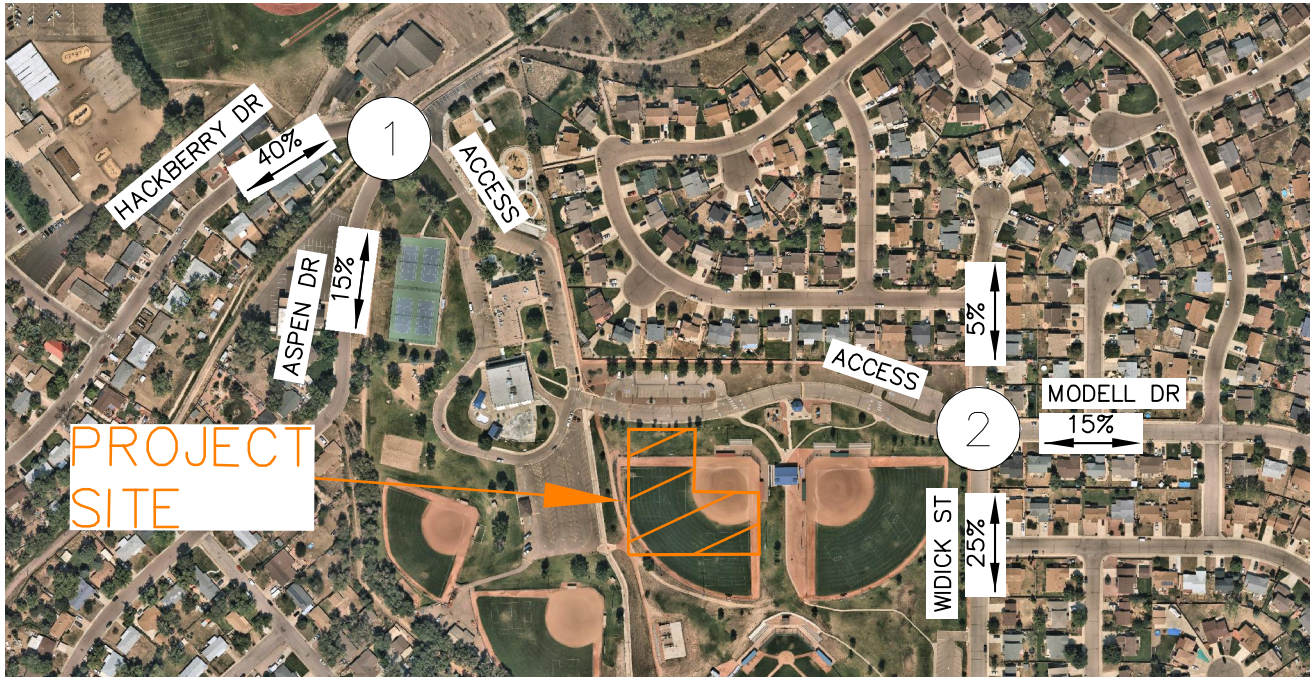 HACKBERRY DR
40%
1
ACCESS
15%
ASPEN DR
5%
ACCESS
MODELL DR
15%
2
PROJECT
SITE
WIDICK ST
25%